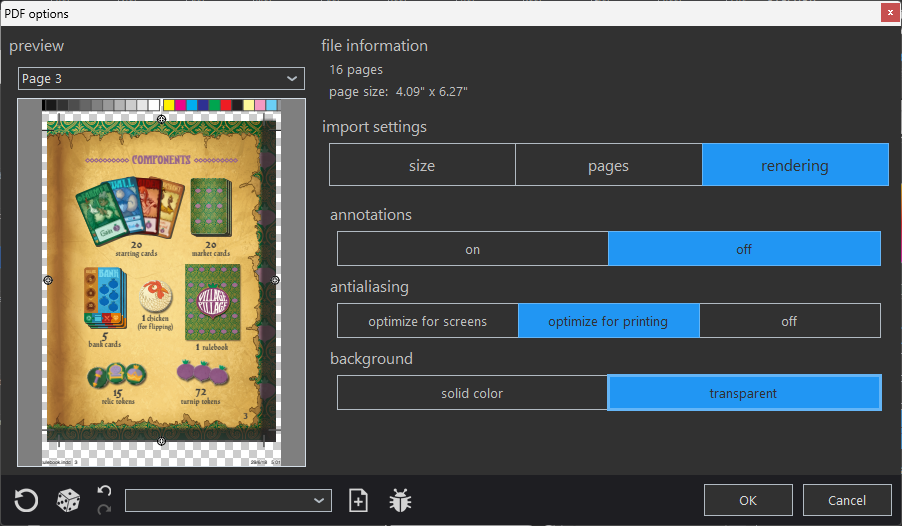 PDF options
preview
Page 3
COMPONENTS
20
starting cards
20
market cards
BANK
5
bank cards
1 chicken
(for flipping)
VILLAGE
PILLAGE
1 rulebook
15
relic tokens
72
turnip tokens
3
file information
16 pages
page size: 4.09" x 6.27"
import settings
size
pages
rendering
annotations
on
off
antialiasing
optimize for screens
optimize for printing
off
background
solid color
transparent
OK
Cancel